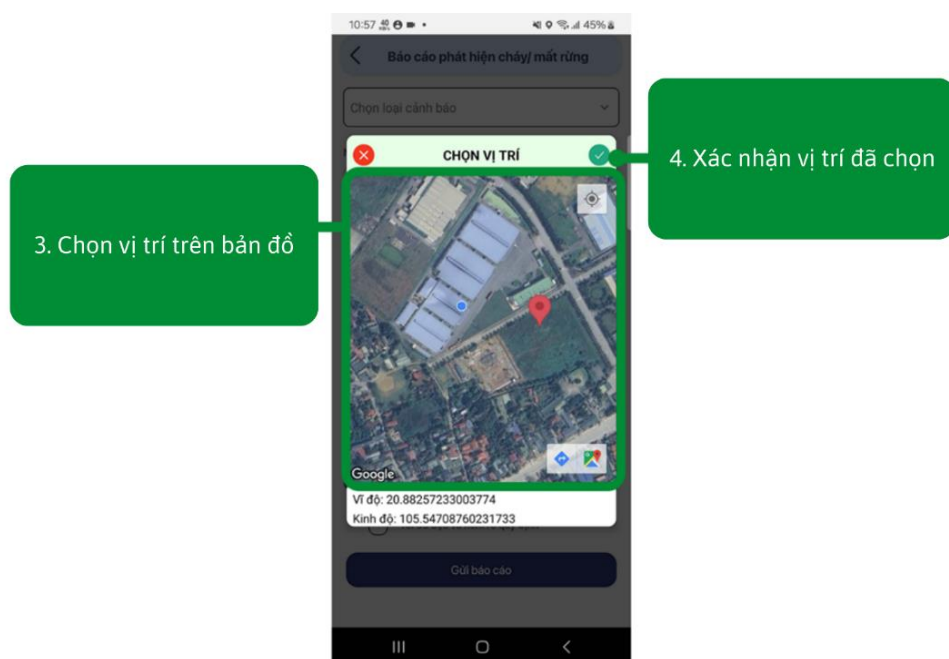 10:57 45%
Báo cáo phát hiện cháy/ mất rừng
Chọn loại cảnh báo
CHỌN VỊ TRÍ
3. Chọn vị trí trên bản đồ
4. Xác nhận vị trí đã chọn
Google
Vĩ độ: 20.88257233003774
Kinh độ: 105.54708760231733
Gửi báo cáo